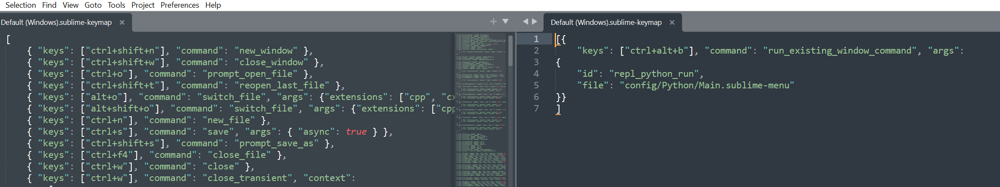 Selection Find View Goto Tools Project Preferences Help
Default (Windows).sublime-keymap ×
[
{ "keys": ["ctrl+shift+n"], "command": "new_window" },
{ "keys": ["ctrl+shift+w"], "command": "close_window" },
{ "keys": ["ctrl+o"], "command": "prompt_open_file" },
{ "keys": ["ctrl+shift+t"], "command": "reopen_last_file" },
{ "keys": ["alt+o"], "command": "switch_file", "args": {"extensions": ["cpp", "cx
{ "keys": ["alt+shift+o"], "command": "switch_file", "args": {"extensions": ["cpp
{ "keys": ["ctrl+n"], "command": "new_file" },
{ "keys": ["ctrl+s"], "command": "save", "args": { "async": true } },
{ "keys": ["ctrl+shift+s"], "command": "prompt_save_as" },
{ "keys": ["ctrl+f4"], "command": "close_file" },
{ "keys": ["ctrl+w"], "command": "close" },
{ "keys": ["ctrl+w"], "command": "close_transient", "context":
[
Default (Windows).sublime-keymap ×
1 [{
2 "keys": ["ctrl+alt+b"], "command": "run_existing_window_command", "args":
3 {
4 "id": "repl_python_run",
5 "file": "config/Python/Main.sublime-menu"
6 }}
7 ]